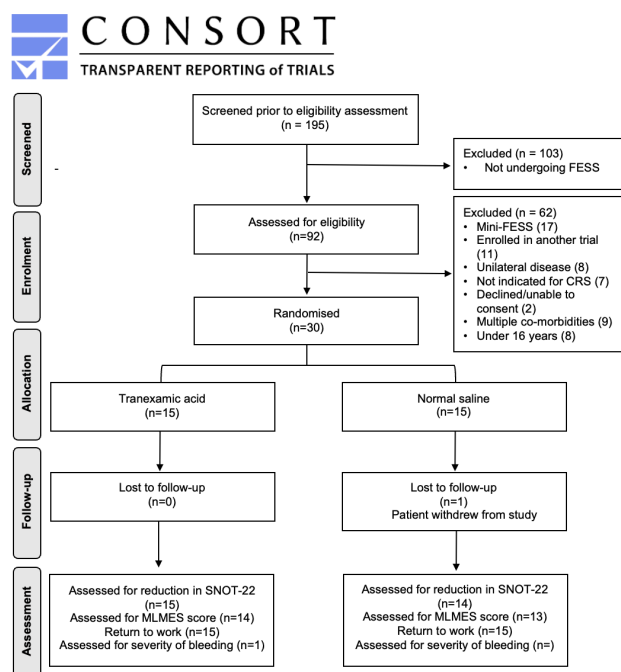 CONSORT
TRANSPARENT REPORTING of TRIALS
Screened
Screened prior to eligibility assessment
(n = 195)
-
Excluded (n = 103)
• Not undergoing FESS
Enrolment
Assessed for eligibility
(n=92)
Excluded (n = 62)
• Mini-FESS (17)
• Enrolled in another trial
(11)
• Unilateral disease (8)
• Not indicated for CRS (7)
• Declined/unable to
consent (2)
• Multiple co-morbidities (9)
• Under 16 years (8)
Randomised
(n=30)
Allocation
Tranexamic acid
(n=15)
Normal saline
(n=15)
Follow-up
Lost to follow-up
(n=0)
Lost to follow-up
(n=1)
Patient withdrew from study
Assessment
Assessed for reduction in SNOT-22
(n=15)
Assessed for MLMES score (n=14)
Return to work (n=15)
Assessed for severity of bleeding (n=1)
Assessed for reduction in SNOT-22
(n=14)
Assessed for MLMES score (n=13)
Return to work (n=15)
Assessed for severity of bleeding (n=)